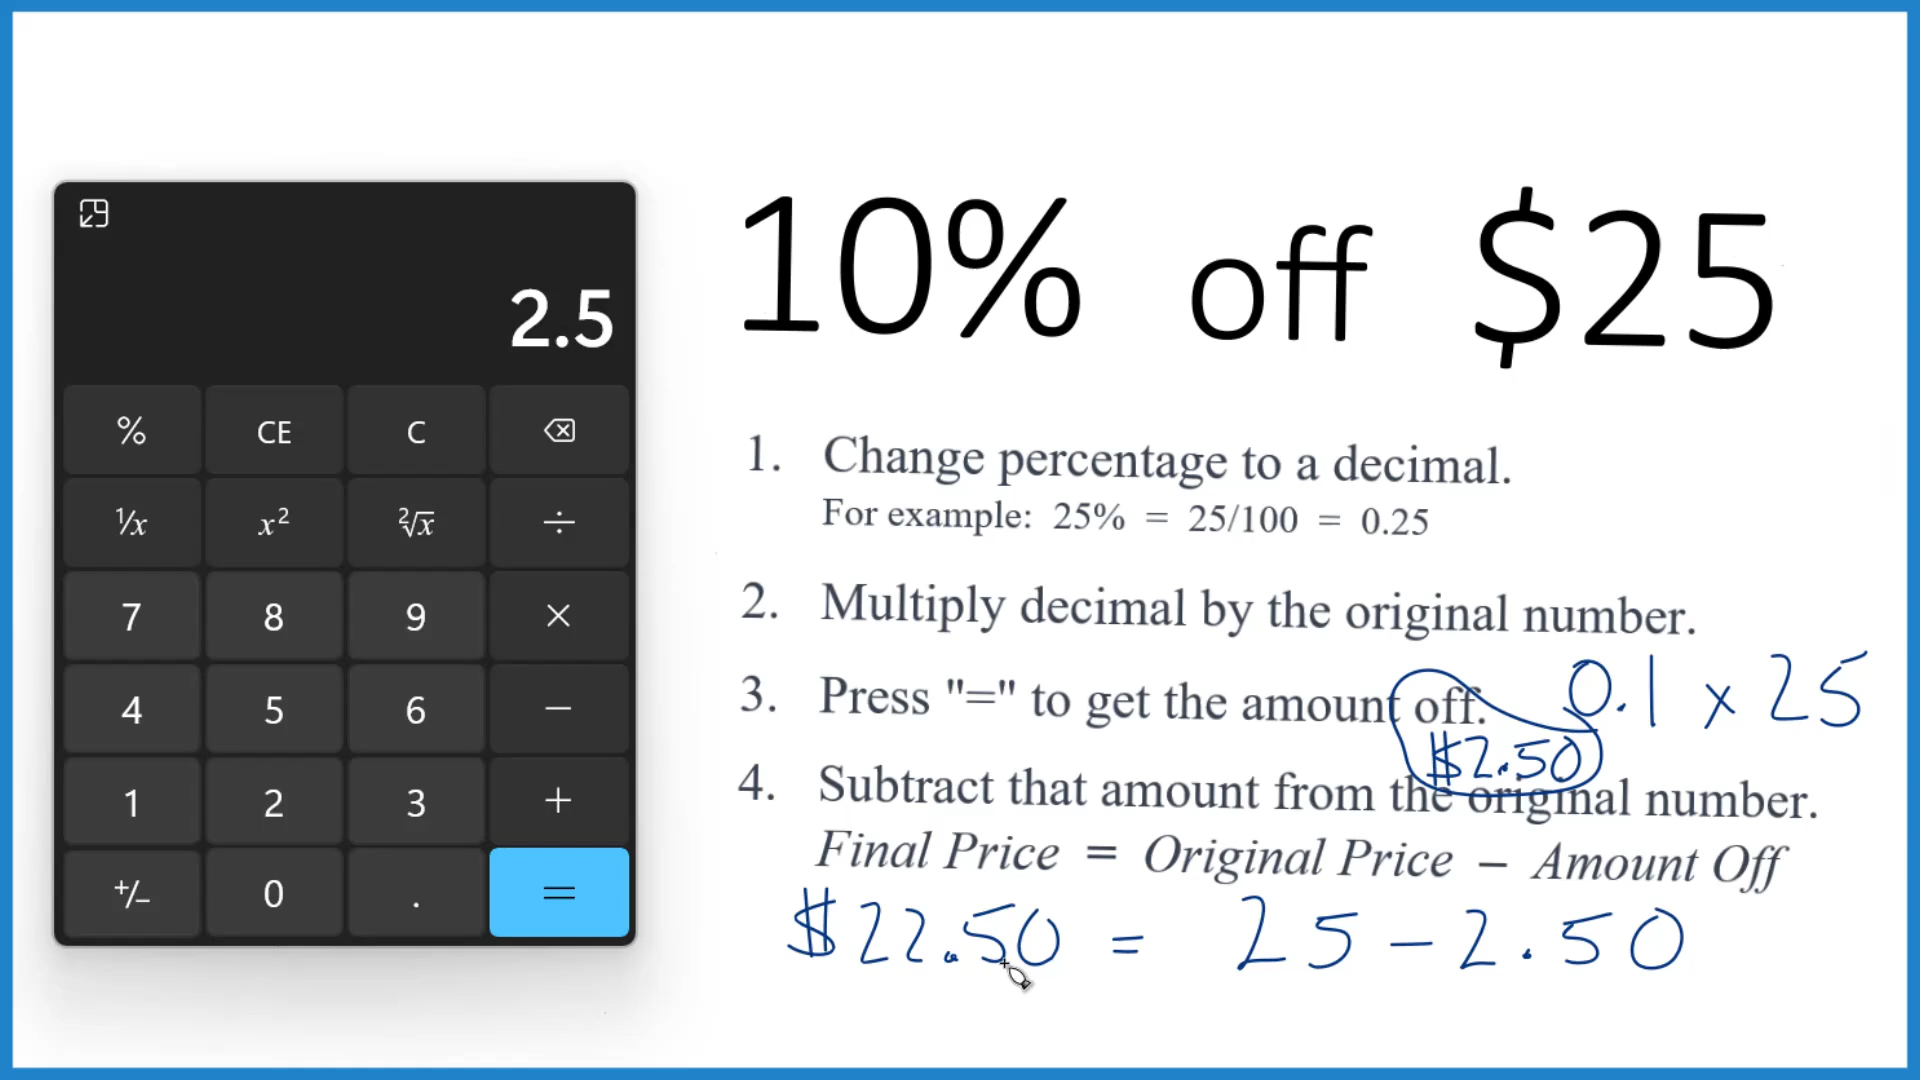 2.5
% CE C
1/x x² ²√x ÷
7 8 9 ×
4 5 6 −
1 2 3 +
+/− 0 . =
10% off $25
1. Change percentage to a decimal.
For example: 25% = 25/100 = 0.25
2. Multiply decimal by the original number.
0.1 x 25
3. Press "=" to get the amount off.
$2.50
4. Subtract that amount from the original number.
Final Price = Original Price − Amount Off
$22.50 = 25 - 2.50